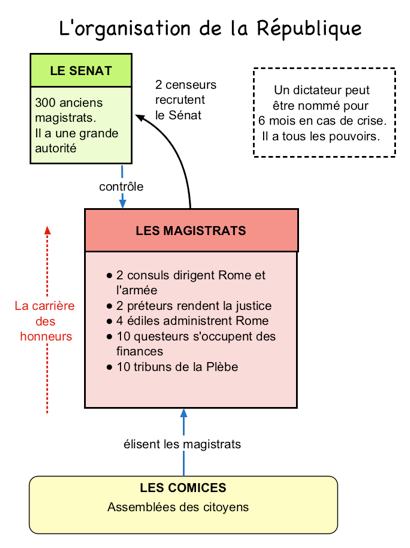 L'organisation de la République
LE SENAT
300 anciens
magistrats.
Il a une grande
autorité
2 censeurs
recrutent
le Sénat
Un dictateur peut
être nommé pour
6 mois en cas de crise.
Il a tous les pouvoirs.
contrôle
LES MAGISTRATS
● 2 consuls dirigent Rome et
l'armée
● 2 préteurs rendent la justice
● 4 édiles administrent Rome
● 10 questeurs s'occupent des
finances
● 10 tribuns de la Plèbe
La carrière
des
honneurs
élisent les magistrats
LES COMICES
Assemblées des citoyens